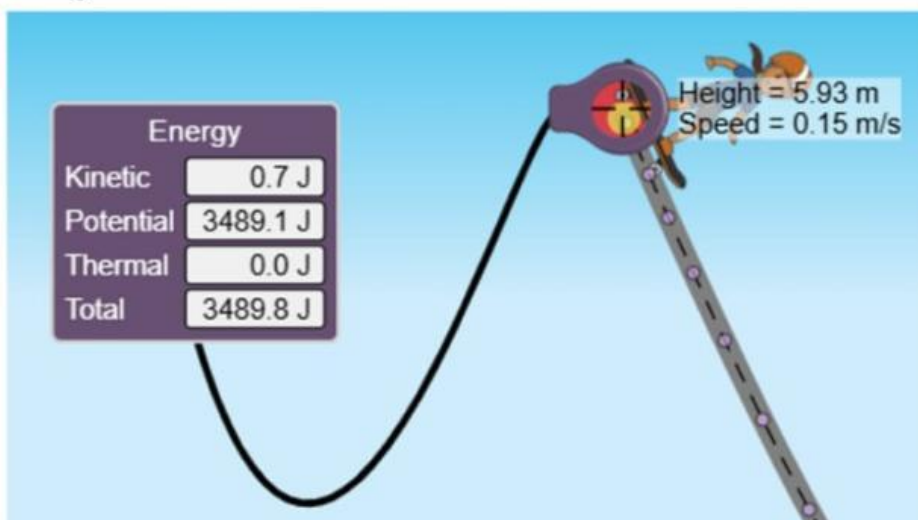 Energy
Kinetic 0.7 J
Potential 3489.1 J
Thermal 0.0 J
Total 3489.8 J
Height = 5.93 m
Speed = 0.15 m/s